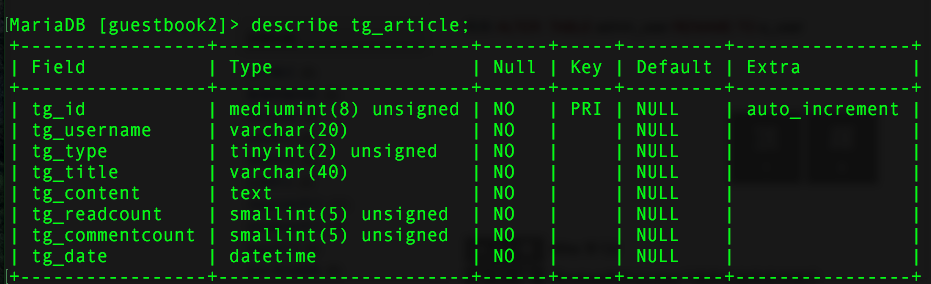 MariaDB [guestbook2]> describe tg_article;
+-----------------+-----------------------+------+-----+---------+----------------+
| Field           | Type                  | Null | Key | Default | Extra          |
+-----------------+-----------------------+------+-----+---------+----------------+
| tg_id           | mediumint(8) unsigned | NO   | PRI | NULL    | auto_increment |
| tg_username     | varchar(20)           | NO   |     | NULL    |                |
| tg_type         | tinyint(2) unsigned   | NO   |     | NULL    |                |
| tg_title        | varchar(40)           | NO   |     | NULL    |                |
| tg_content      | text                  | NO   |     | NULL    |                |
| tg_readcount    | smallint(5) unsigned  | NO   |     | NULL    |                |
| tg_commentcount | smallint(5) unsigned  | NO   |     | NULL    |                |
| tg_date         | datetime              | NO   |     | NULL    |                |
+-----------------+-----------------------+------+-----+---------+----------------+